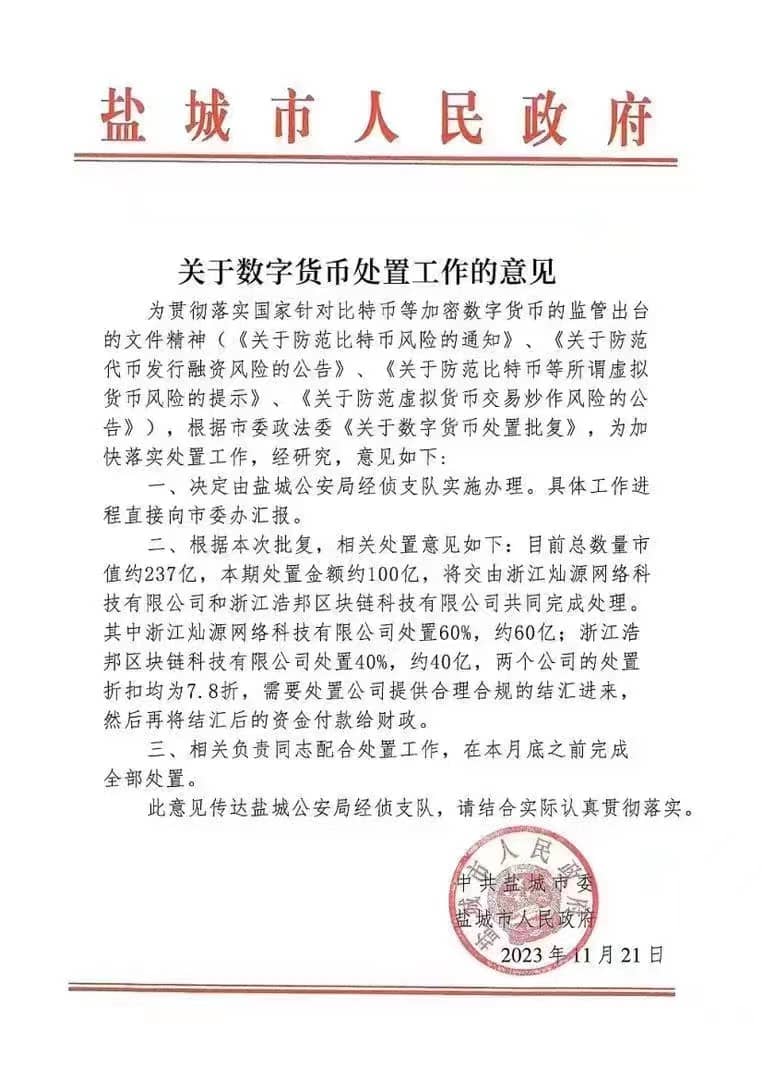 盐城市人民政府
关于数字货币处置工作的意见
为贯彻落实国家针对比特币等加密数字货币的监管出台
的文件精神（《关于防范比特币风险的通知》、《关于防范
代币发行融资风险的公告》、《关于防范比特币等所谓虚拟
货币风险的提示》、《关于防范虚拟货币交易炒作风险的公
告》），根据市委政法委《关于数字货币处置批复》，为加
快落实处置工作，经研究，意见如下：
一、决定由盐城公安局经侦支队实施办理。具体工作进
程直接向市委办汇报。
二、根据本次批复，相关处置意见如下：目前总数量市
值约237亿，本期处置金额约100亿，将交由浙江灿源网络科
技有限公司和浙江浩邦区块链科技有限公司共同完成处理。
其中浙江灿源网络科技有限公司处置60%，约60亿；浙江浩
邦区块链科技有限公司处置40%，约40亿，两个公司的处置
折扣均为7.8折，需要处置公司提供合理合规的结汇进来，
然后再将结汇后的资金付款给财政。
三、相关负责同志配合处置工作，在本月底之前完成
全部处置。
此意见传达盐城公安局经侦支队，请结合实际认真贯彻落实。
盐城市人民政府
中共盐城市委
盐城市人民政府
2023年11月21日